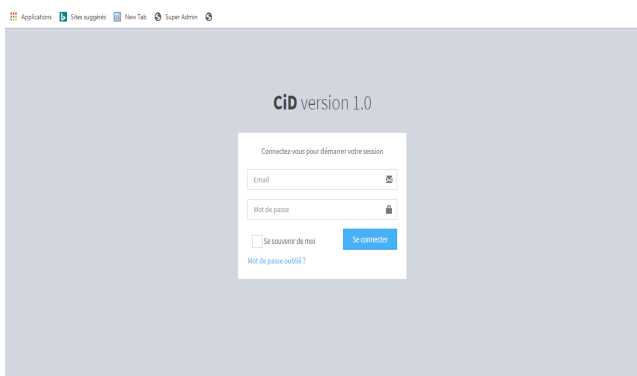 Applications Sites suggérés New Tab Super Admin
CiD version 1.0
Connectez-vous pour démarrer votre session
Email
Mot de passe
Se souvenir de moi Se connecter
Mot de passe oublié ?